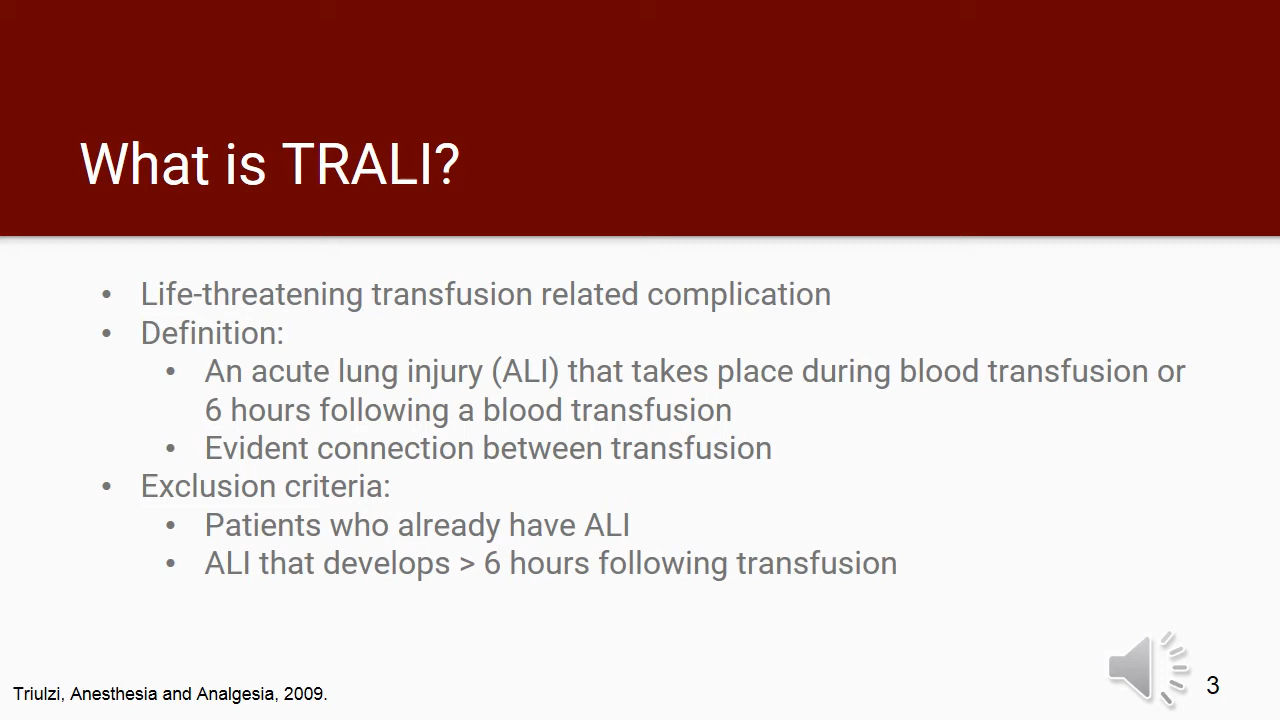 What is TRALI?
• Life-threatening transfusion related complication
• Definition:
• An acute lung injury (ALI) that takes place during blood transfusion or
6 hours following a blood transfusion
• Evident connection between transfusion
• Exclusion criteria:
• Patients who already have ALI
• ALI that develops > 6 hours following transfusion
Triulzi, Anesthesia and Analgesia, 2009.
3